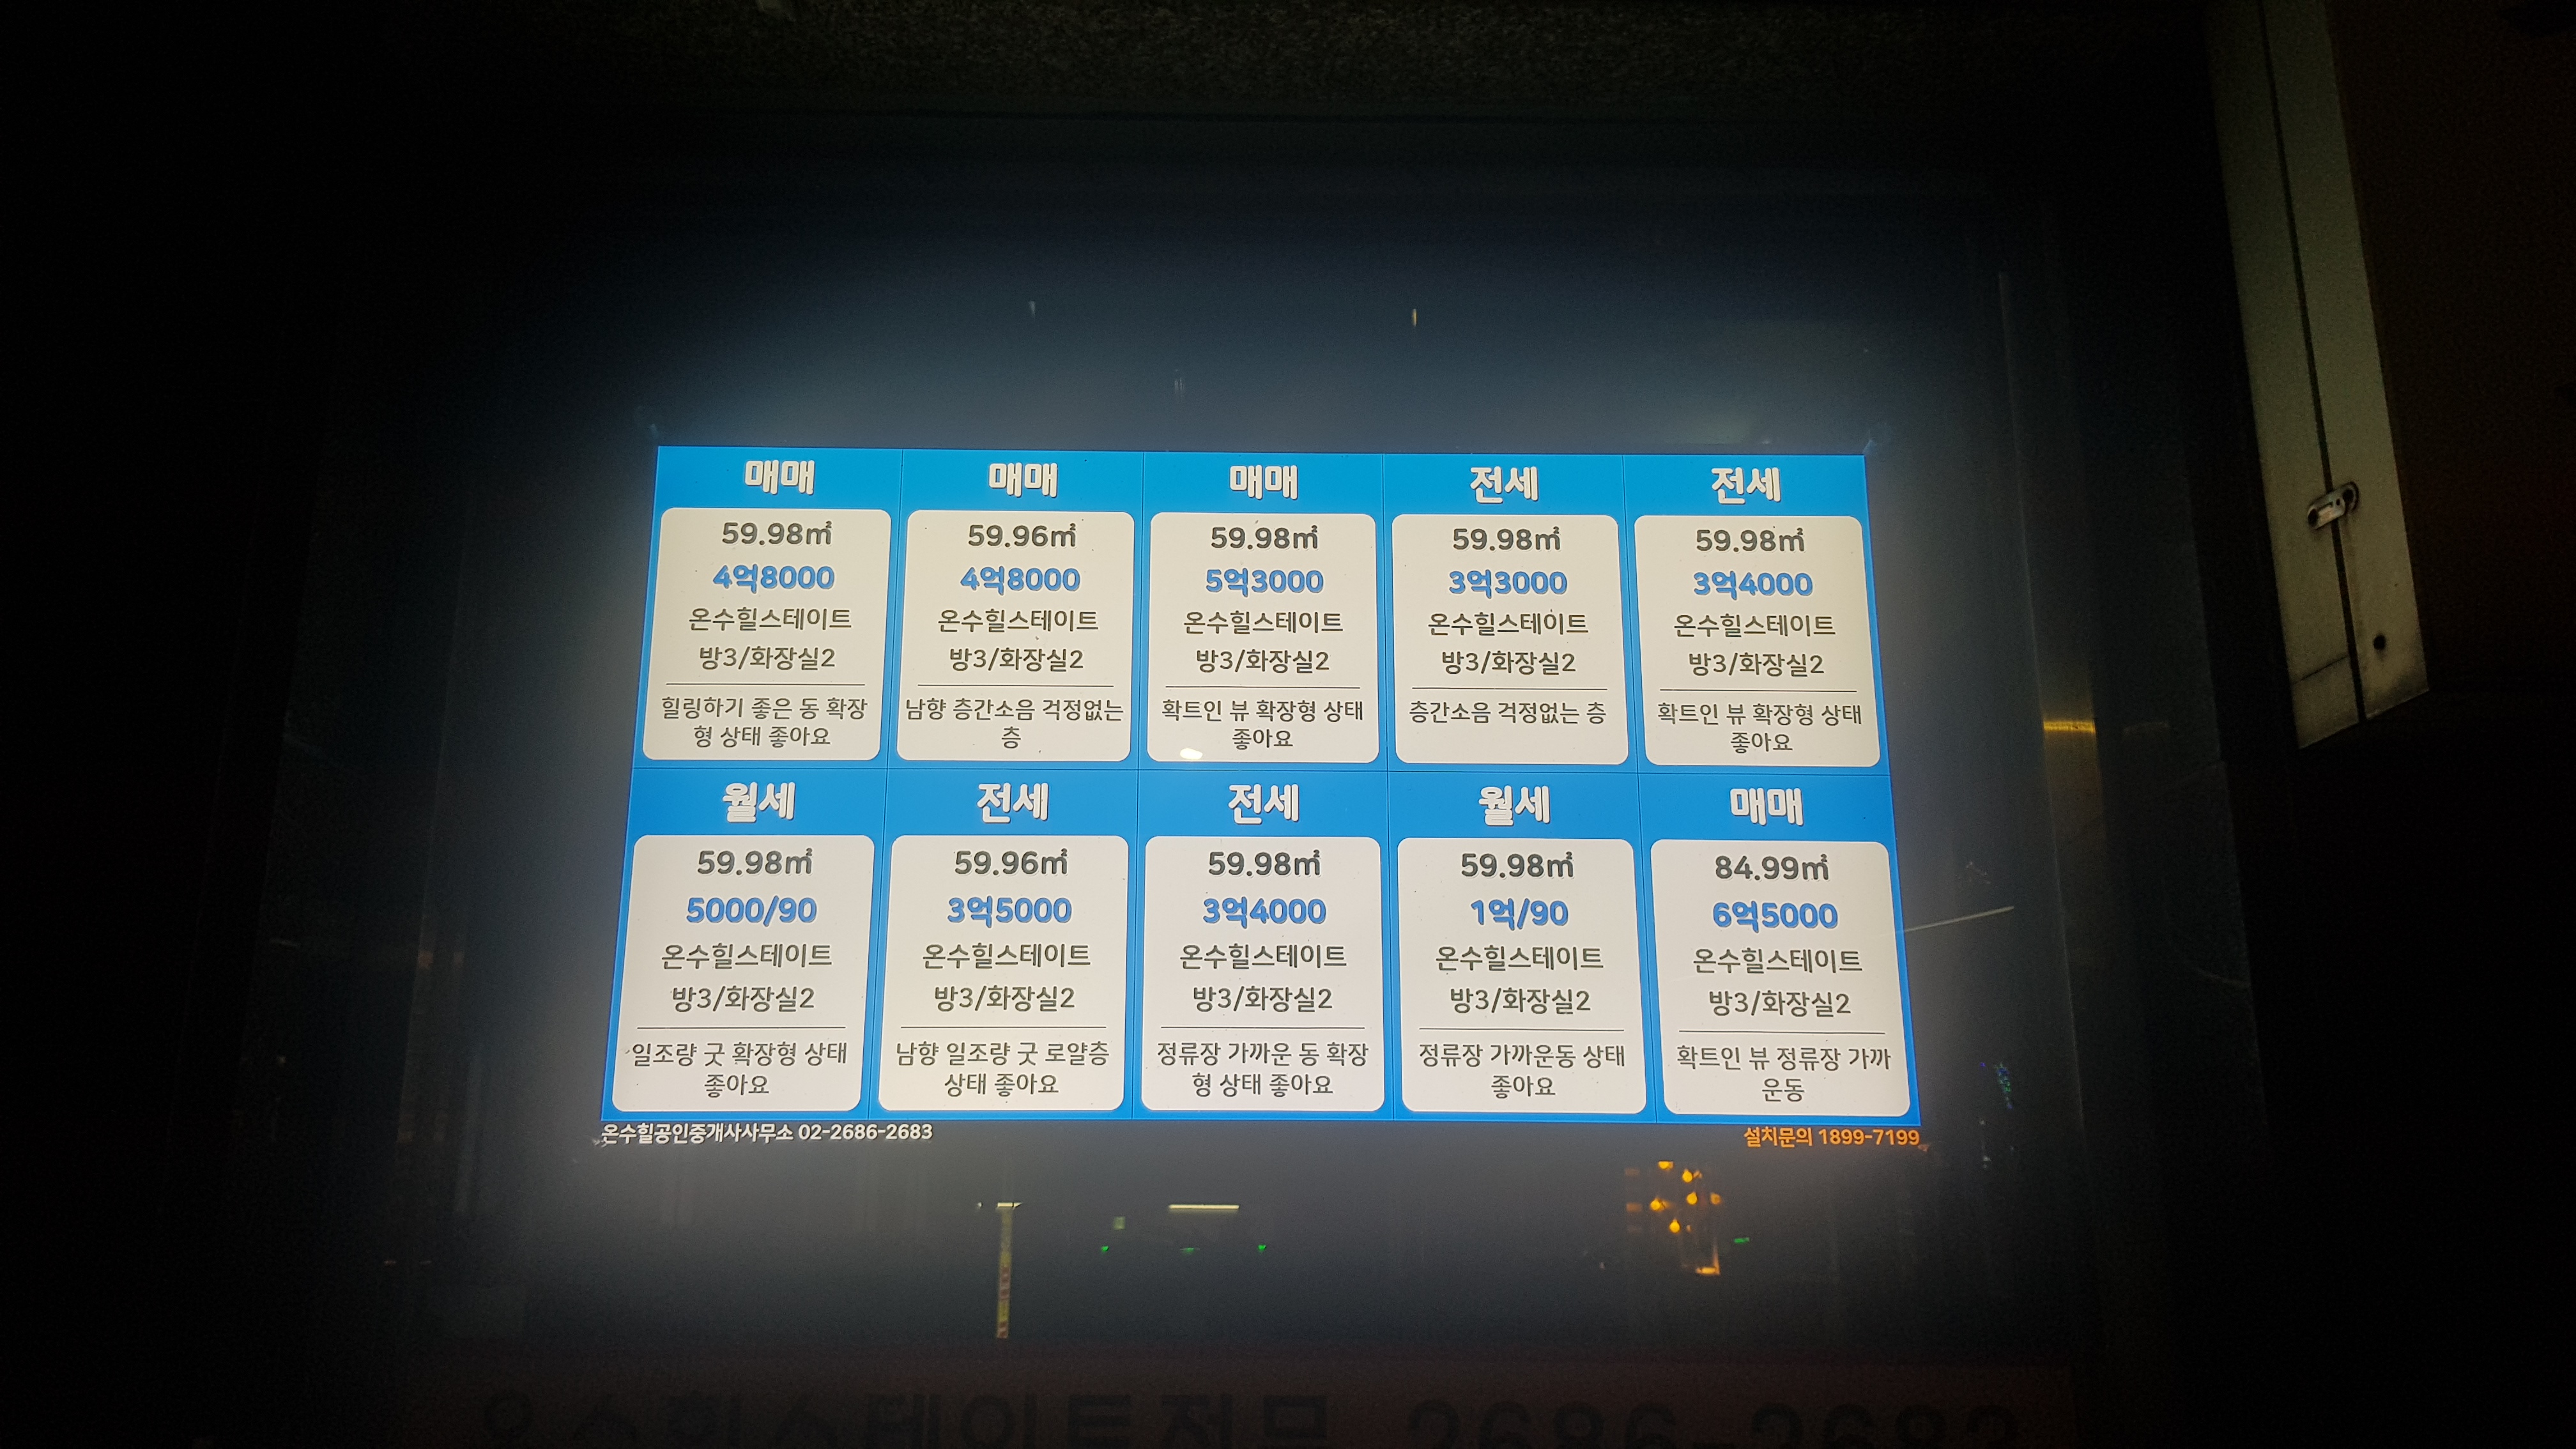 매매
59.98㎡
4억8000
온수힐스테이트
방3/화장실2
힐링하기 좋은 동 확장
형 상태 좋아요
매매
59.96㎡
4억8000
온수힐스테이트
방3/화장실2
남향 층간소음 걱정없는
층
매매
59.98㎡
5억3000
온수힐스테이트
방3/화장실2
확트인 뷰 확장형 상태
좋아요
전세
59.98㎡
3억3000
온수힐스테이트
방3/화장실2
층간소음 걱정없는 층
전세
59.98㎡
3억4000
온수힐스테이트
방3/화장실2
확트인 뷰 확장형 상태
좋아요
월세
59.98㎡
5000/90
온수힐스테이트
방3/화장실2
일조량 굿 확장형 상태
좋아요
전세
59.96㎡
3억5000
온수힐스테이트
방3/화장실2
남향 일조량 굿 로얄층
상태 좋아요
전세
59.98㎡
3억4000
온수힐스테이트
방3/화장실2
정류장 가까운 동 확장
형 상태 좋아요
월세
59.98㎡
1억/90
온수힐스테이트
방3/화장실2
정류장 가까운동 상태
좋아요
매매
84.99㎡
6억5000
온수힐스테이트
방3/화장실2
확트인 뷰 정류장 가까
운동
온수힐공인중개사사무소 02-2686-2683
설치문의 1899-7199
온수힐스테이트전문 2686-2683